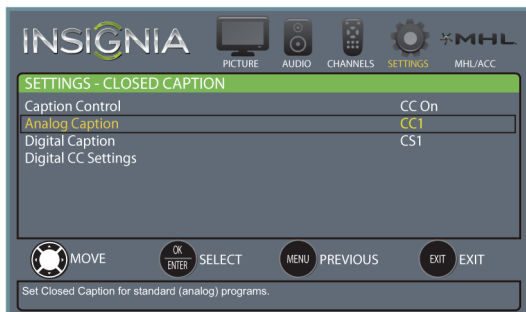 INSIGNIA
PICTURE AUDIO CHANNELS SETTINGS MHL/ACC
MHL
SETTINGS - CLOSED CAPTION
Caption Control CC On
Analog Caption CC1
Digital Caption CS1
Digital CC Settings
MOVE OK ENTER SELECT MENU PREVIOUS EXIT EXIT
Set Closed Caption for standard (analog) programs.